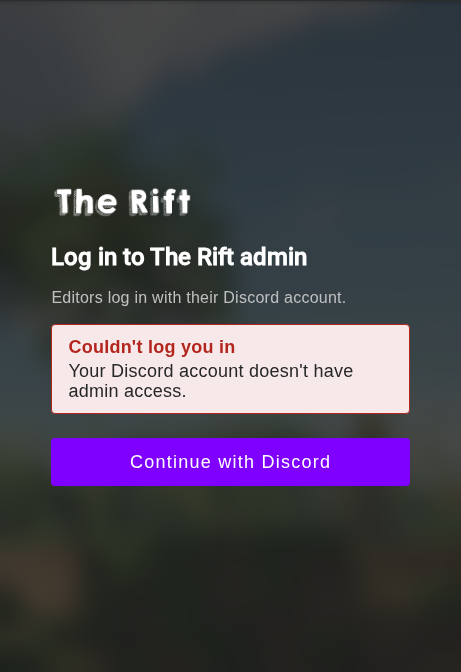 The Rift
Log in to The Rift admin
Editors log in with their Discord account.
Couldn't log you in
Your Discord account doesn't have
admin access.
Continue with Discord